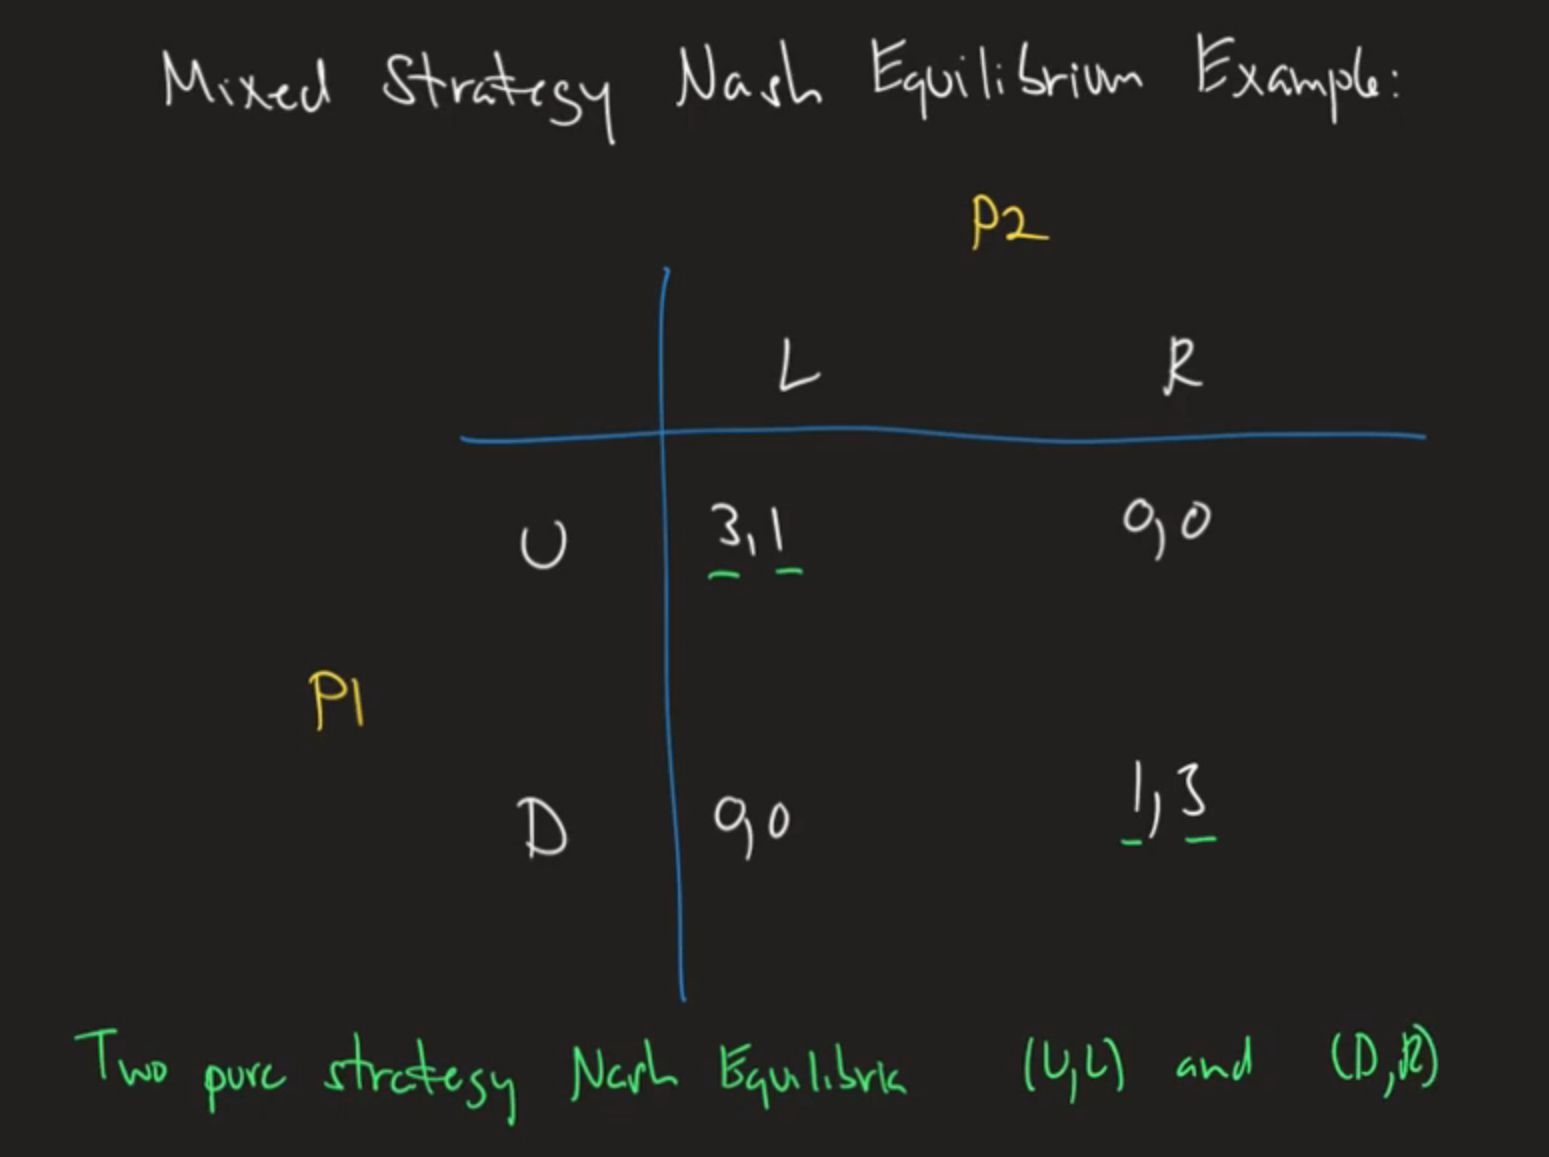 Mixed Strategy Nash Equilibrium Example:
P2
L R
U 3,1 0,0
P1
D 0,0 1,3
Two pure strategy Nash Equilibria (U,L) and (D,R)